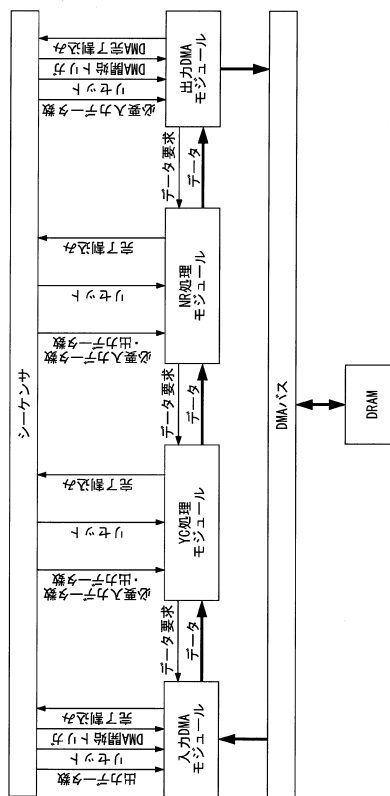 シーケンサ
出力データ数
リセット
DMA開始トリガ
完了割込み
必要入力データ数
・出力データ数
リセット
完了割込み
必要入力データ数
・出力データ数
リセット
完了割込み
必要入力データ数
リセット
DMA開始トリガ
DMA完了割込み
入力DMA
モジュール
データ要求
データ
YC処理
モジュール
データ要求
データ
NR処理
モジュール
データ要求
データ
出力DMA
モジュール
DMAバス
DRAM